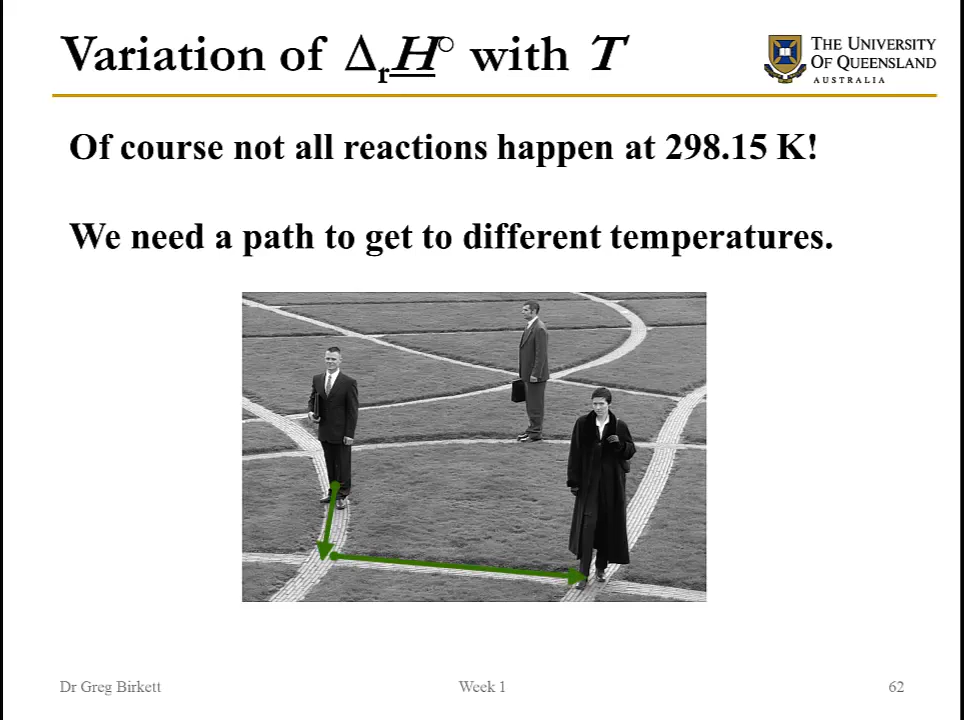 Variation of ΔrH° with T
THE UNIVERSITY
OF QUEENSLAND
AUSTRALIA
Of course not all reactions happen at 298.15 K!
We need a path to get to different temperatures.
Dr Greg Birkett
Week 1
62